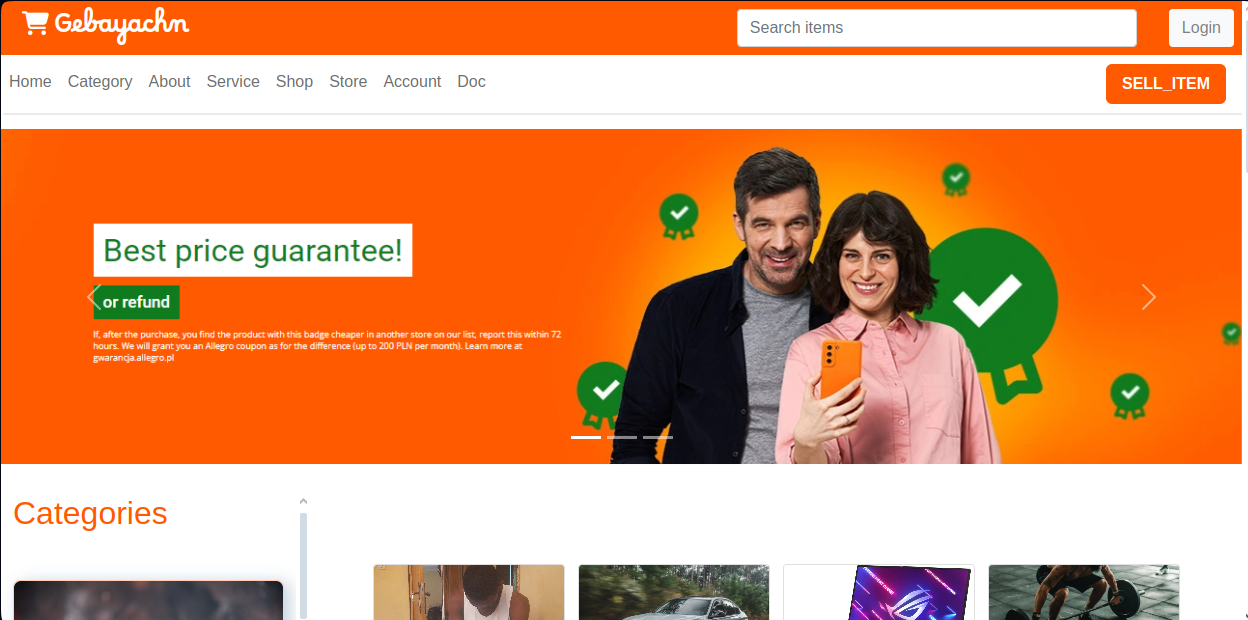 Gebayachn
Search items
Login
Home Category About Service Shop Store Account Doc
SELL_ITEM
Best price guarantee!
or refund
If, after the purchase, you find the product with this badge cheaper in another store on our list, report this within 72
hours. We will grant you an Allegro coupon as for the difference (up to 200 PLN per month). Learn more at
gwarancja.allegro.pl
Categories